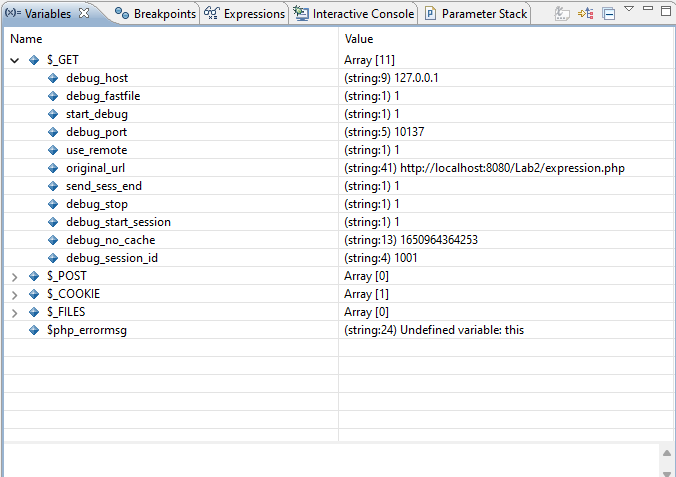 (x)= Variables Breakpoints Expressions Interactive Console Parameter Stack
Name Value
$_GET Array [11]
debug_host (string:9) 127.0.0.1
debug_fastfile (string:1) 1
start_debug (string:1) 1
debug_port (string:5) 10137
use_remote (string:1) 1
original_url (string:41) http://localhost:8080/Lab2/expression.php
send_sess_end (string:1) 1
debug_stop (string:1) 1
debug_start_session (string:1) 1
debug_no_cache (string:13) 1650964364253
debug_session_id (string:4) 1001
$_POST Array [0]
$_COOKIE Array [1]
$_FILES Array [0]
$php_errormsg (string:24) Undefined variable: this